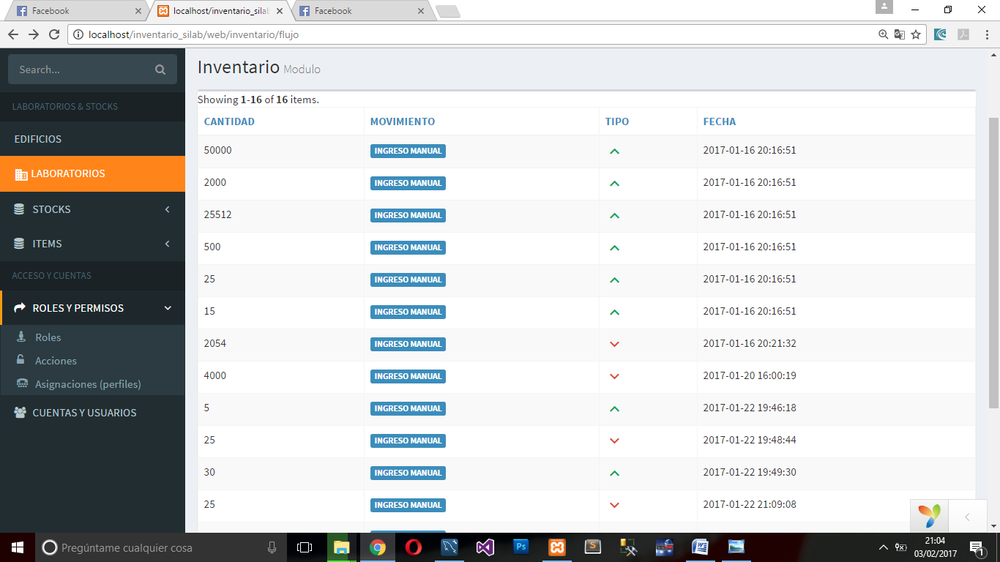 Facebook
localhost/inventario_silab
Facebook
localhost/inventario_silab/web/inventario/flujo
Search...
LABORATORIOS & STOCKS
EDIFICIOS
LABORATORIOS
STOCKS
ITEMS
ACCESO Y CUENTAS
ROLES Y PERMISOS
Roles
Acciones
Asignaciones (perfiles)
CUENTAS Y USUARIOS
Inventario Modulo
Showing 1-16 of 16 items.
CANTIDAD MOVIMIENTO TIPO FECHA
50000 INGRESO MANUAL 2017-01-16 20:16:51
2000 INGRESO MANUAL 2017-01-16 20:16:51
25512 INGRESO MANUAL 2017-01-16 20:16:51
500 INGRESO MANUAL 2017-01-16 20:16:51
25 INGRESO MANUAL 2017-01-16 20:16:51
15 INGRESO MANUAL 2017-01-16 20:16:51
2054 INGRESO MANUAL 2017-01-16 20:21:32
4000 INGRESO MANUAL 2017-01-20 16:00:19
5 INGRESO MANUAL 2017-01-22 19:46:18
25 INGRESO MANUAL 2017-01-22 19:48:44
30 INGRESO MANUAL 2017-01-22 19:49:30
25 INGRESO MANUAL 2017-01-22 21:09:08
Pregúntame cualquier cosa
Ps
S
W
21:04
03/02/2017
1